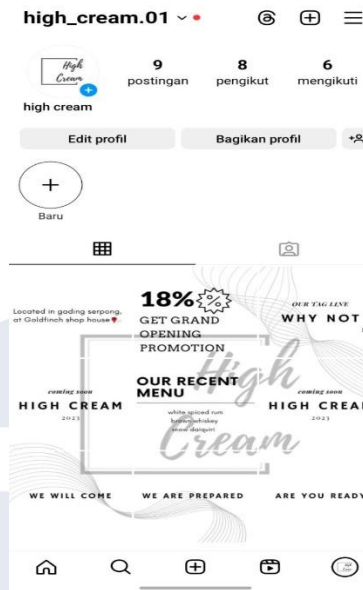 high_cream.01
High
Cream
9
postingan
8
pengikut
6
mengikuti
high cream
Edit profil
Bagikan profil
Baru
Located in gading serpong,
at Goldfinch shop house
18%
GET GRAND
OPENING
PROMOTION
OUR TAG LINE
WHY NOT
coming soon
HIGH CREAM
2023
OUR RECENT
MENU
white spiced rum
brown whiskey
snow daiquiri
coming soon
HIGH CREAM
2023
High
Cream
WE WILL COME
WE ARE PREPARED
ARE YOU READY